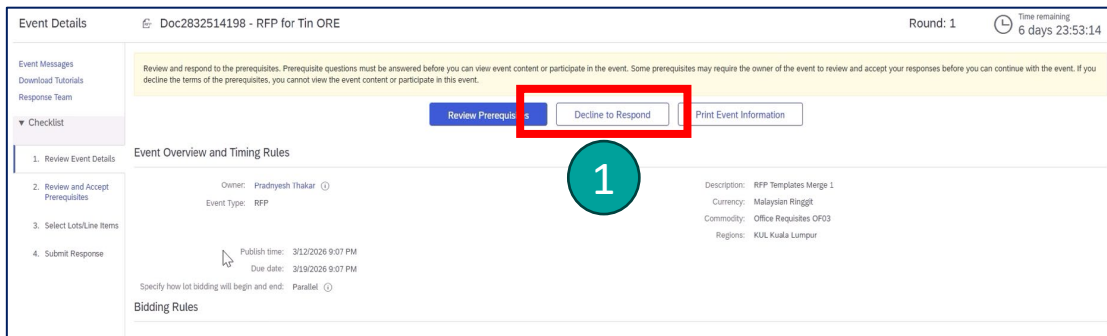 Event Details
Doc2832514198 - RFP for Tin ORE
Round: 1
Time remaining
6 days 23:53:14
Event Messages
Download Tutorials
Response Team
▼ Checklist
1. Review Event Details
2. Review and Accept
Prerequisites
3. Select Lots/Line Items
4. Submit Response
Review and respond to the prerequisites. Prerequisite questions must be answered before you can view event content or participate in the event. Some prerequisites may require the owner of the event to review and accept your responses before you can continue with the event. If you
decline the terms of the prerequisites, you cannot view the event content or participate in this event.
Review Prerequisites
Decline to Respond
Print Event Information
1
Event Overview and Timing Rules
Owner: Pradnyesh Thakar
Event Type: RFP
Publish time: 3/12/2026 9:07 PM
Due date: 3/19/2026 9:07 PM
Specify how lot bidding will begin and end: Parallel
Description: RFP Templates Merge 1
Currency: Malaysian Ringgit
Commodity: Office Requisites OF03
Regions: KUL Kuala Lumpur
Bidding Rules